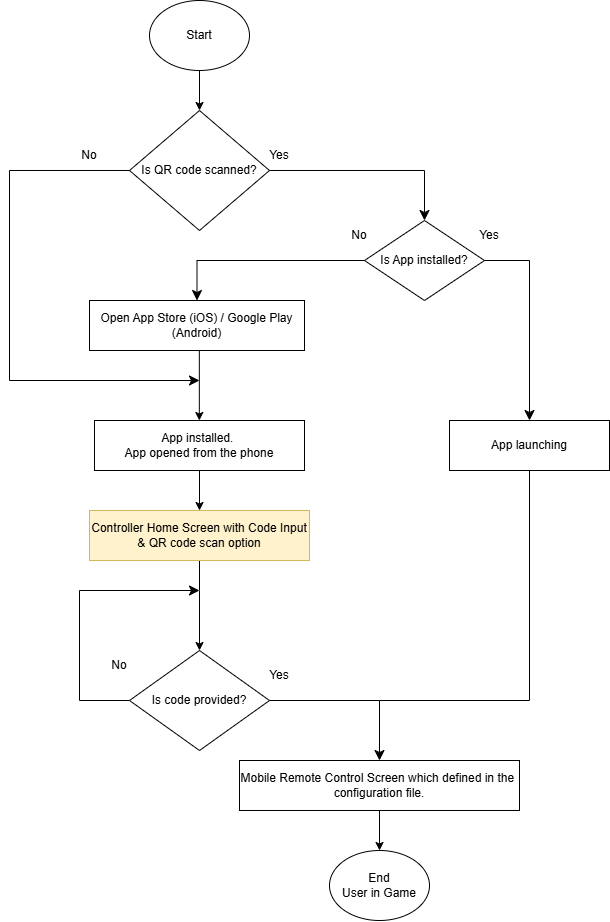 Start
No
Yes
Is QR code scanned?
No
Yes
Is App installed?
Open App Store (iOS) / Google Play
(Android)
App installed.
App opened from the phone
App launching
Controller Home Screen with Code Input
& QR code scan option
No
Yes
Is code provided?
Mobile Remote Control Screen which defined in the
configuration file.
End
User in Game